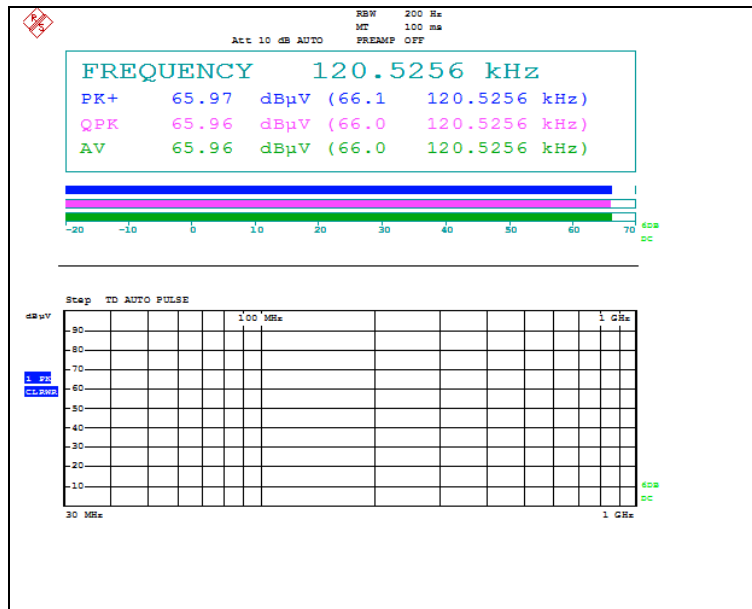 R S
RBW 200 Hz
MT 100 ms
Att 10 dB AUTO PREAMP OFF
FREQUENCY 120.5256 kHz
PK+ 65.97 dBµV (66.1 120.5256 kHz)
QPK 65.96 dBµV (66.0 120.5256 kHz)
AV 65.96 dBµV (66.0 120.5256 kHz)
-20 -10 0 10 20 30 40 50 60 70
6DB
DC
Step TD AUTO PULSE
dBµV
100 MHz 1 GHz
90
80
70
1 PK
CLRWR
60
50
40
30
20
10
6DB
DC
30 MHz 1 GHz